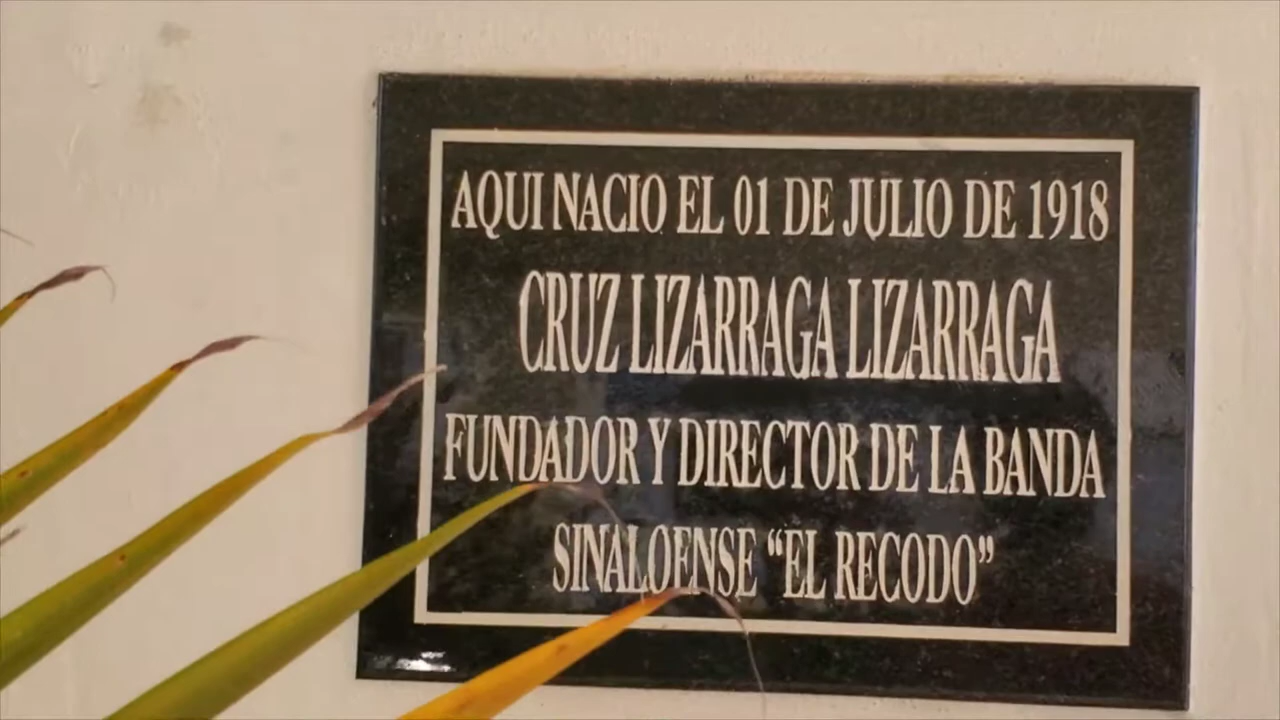 AQUI NACIO EL 01 DE JULIO DE 1918
CRUZ LIZARRAGA LIZARRAGA
FUNDADOR Y DIRECTOR DE LA BANDA
SINALOENSE “EL RECODO”